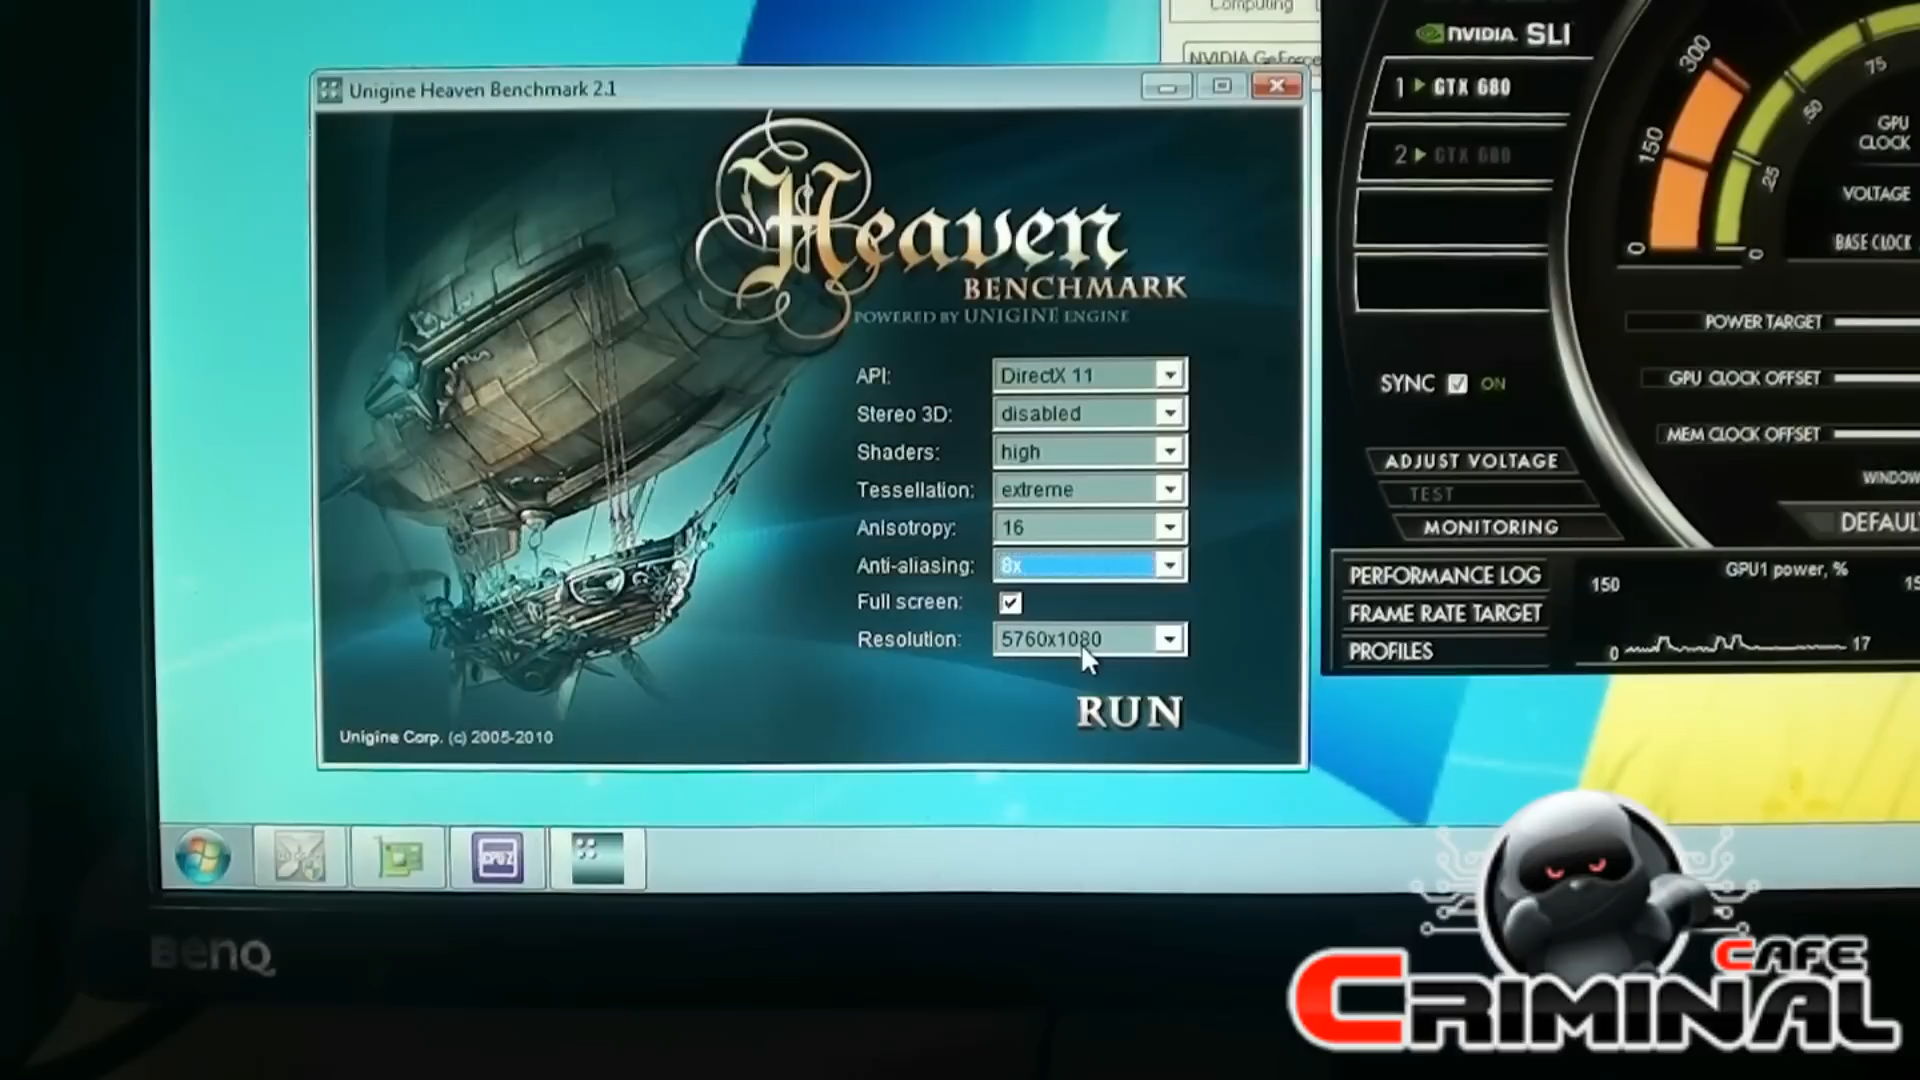 Computing
NVIDIA GeForce
Unigine Heaven Benchmark 2.1
Heaven
BENCHMARK
POWERED BY UNIGINE ENGINE
API: DirectX 11
Stereo 3D: disabled
Shaders: high
Tessellation: extreme
Anisotropy: 16
Anti-aliasing: 8x
Full screen:
Resolution: 5760x1080
RUN
Unigine Corp. (c) 2005-2010
NVIDIA. SLI
1 GTX 680
2 GTX 680
SYNC ON
ADJUST VOLTAGE
TEST
MONITORING
PERFORMANCE LOG
FRAME RATE TARGET
PROFILES
300
150
0
75
50
25
0
GPU
CLOCK
VOLTAGE
BASE CLOCK
POWER TARGET
GPU CLOCK OFFSET
MEM CLOCK OFFSET
GPU1 power, %
150
0
17
CPU-Z
BenQ
CAFE
CRIMINAL